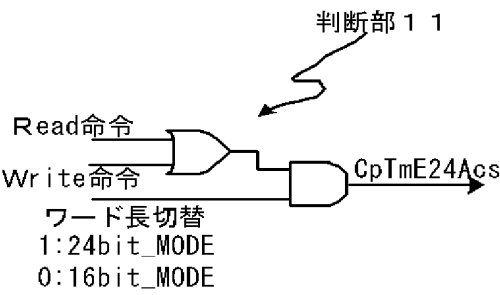 判断部１１
Read命令
Write命令
CpTmE24Acs
ワード長切替
1:24bit_MODE
0:16bit_MODE